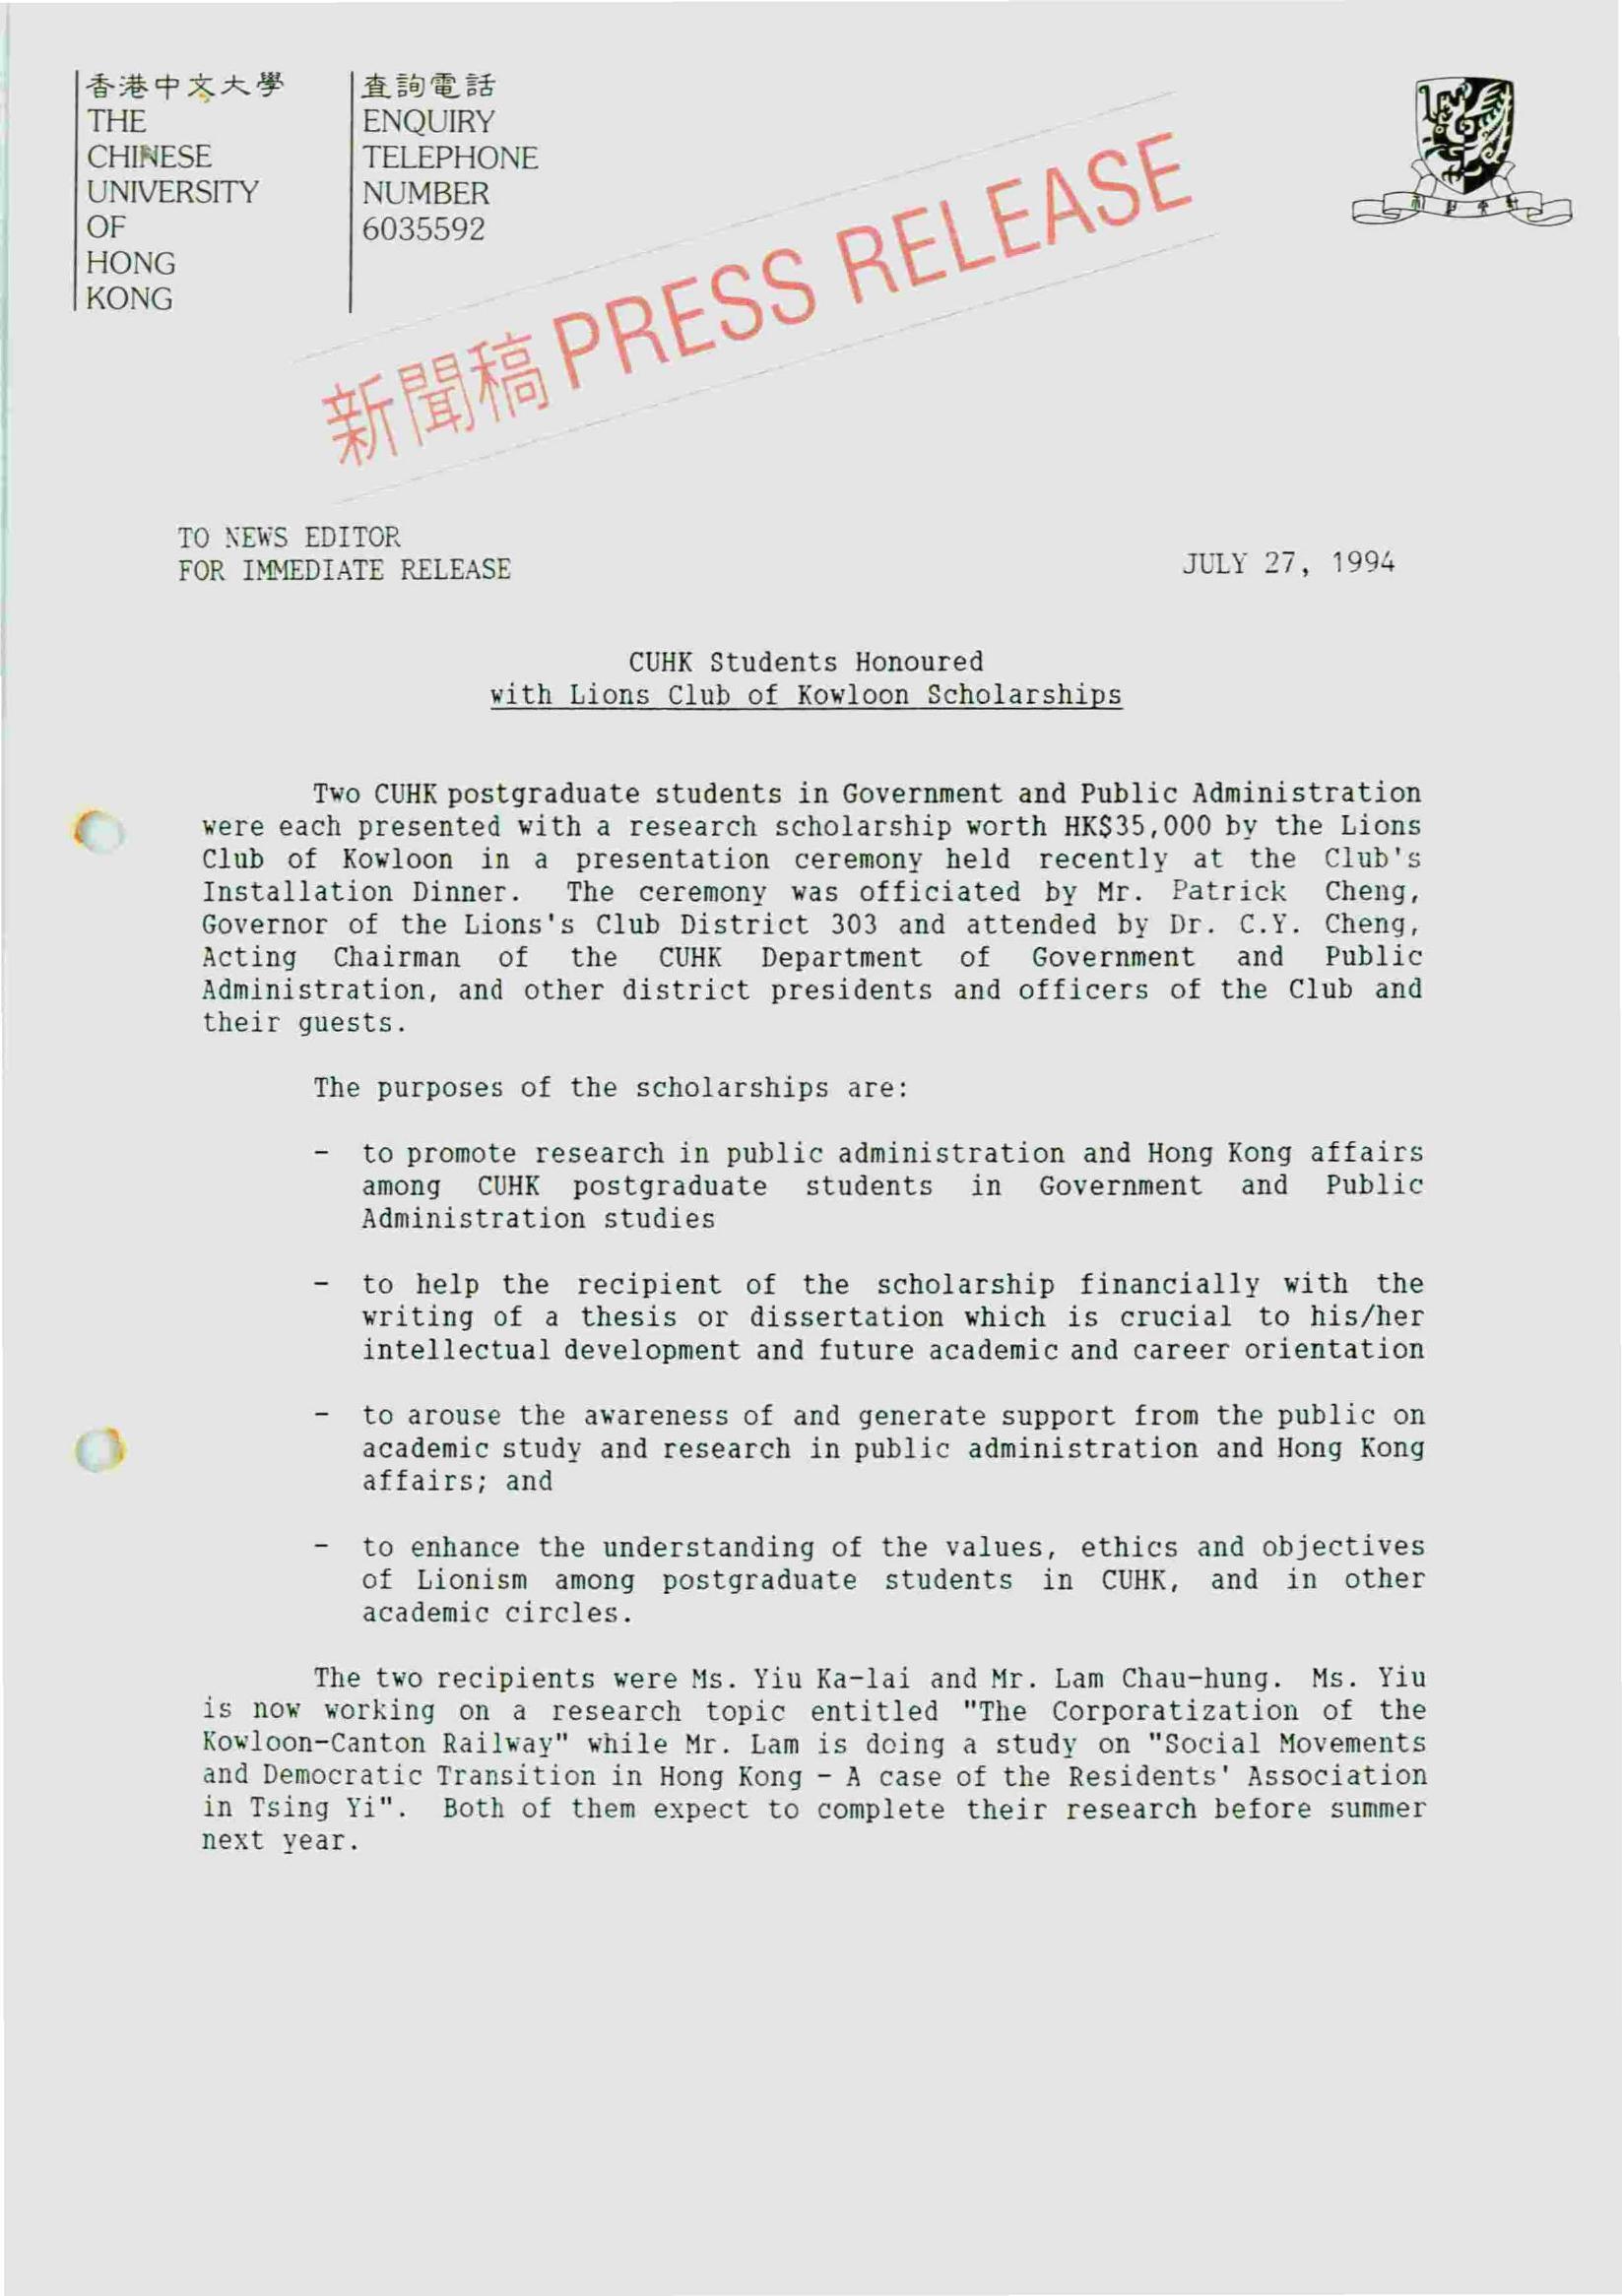 香港中文大學
THE
CHINESE
UNIVERSITY
OF
HONG
KONG
查詢電話
ENQUIRY
TELEPHONE
NUMBER
6035592
新聞稿 PRESS RELEASE
TO NEWS EDITOR
FOR IMMEDIATE RELEASE
JULY 27, 1994
CUHK Students Honoured
with Lions Club of Kowloon Scholarships
Two CUHK postgraduate students in Government and Public Administration
were each presented with a research scholarship worth HK$35,000 by the Lions
Club of Kowloon in a presentation ceremony held recently at the Club's
Installation Dinner. The ceremony was officiated by Mr. Patrick Cheng,
Governor of the Lions's Club District 303 and attended by Dr. C.Y. Cheng,
Acting Chairman of the CUHK Department of Government and Public
Administration, and other district presidents and officers of the Club and
their guests.
The purposes of the scholarships are:
- to promote research in public administration and Hong Kong affairs
among CUHK postgraduate students in Government and Public
Administration studies
- to help the recipient of the scholarship financially with the
writing of a thesis or dissertation which is crucial to his/her
intellectual development and future academic and career orientation
- to arouse the awareness of and generate support from the public on
academic study and research in public administration and Hong Kong
affairs; and
- to enhance the understanding of the values, ethics and objectives
of Lionism among postgraduate students in CUHK, and in other
academic circles.
The two recipients were Ms. Yiu Ka-lai and Mr. Lam Chau-hung. Ms. Yiu
is now working on a research topic entitled "The Corporatization of the
Kowloon-Canton Railway" while Mr. Lam is doing a study on "Social Movements
and Democratic Transition in Hong Kong - A case of the Residents' Association
in Tsing Yi". Both of them expect to complete their research before summer
next year.